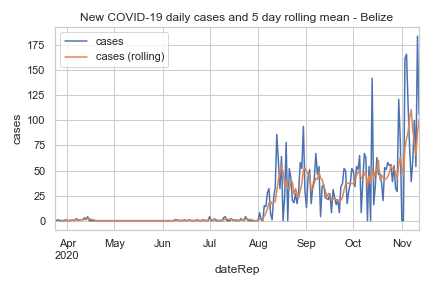 New COVID-19 daily cases and 5 day rolling mean - Belize
cases
cases (rolling)
175
150
125
100
75
50
25
0
cases
Apr May Jun Jul Aug Sep Oct Nov
2020
dateRep